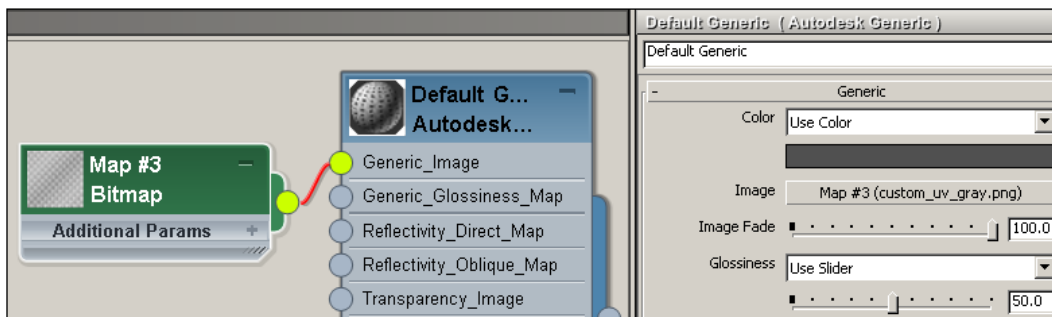 Default Generic ( Autodesk Generic )
Default Generic
- Generic
Color Use Color
Image Map #3 (custom_uv_gray.png)
Image Fade 100.0
Glossiness Use Slider
50.0
Default G...
Autodesk...
Generic_Image
Generic_Glossiness_Map
Reflectivity_Direct_Map
Reflectivity_Oblique_Map
Transparency_Image
Map #3
Bitmap
Additional Params +